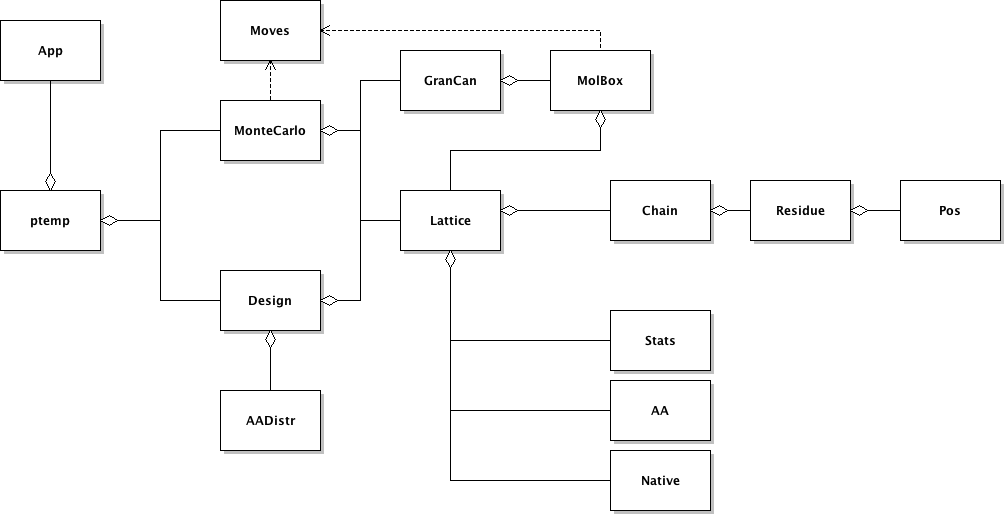 Moves
App
GranCan
MolBox
MonteCarlo
ptemp
Lattice
Chain
Residue
Pos
Design
Stats
AADistr
AA
Native